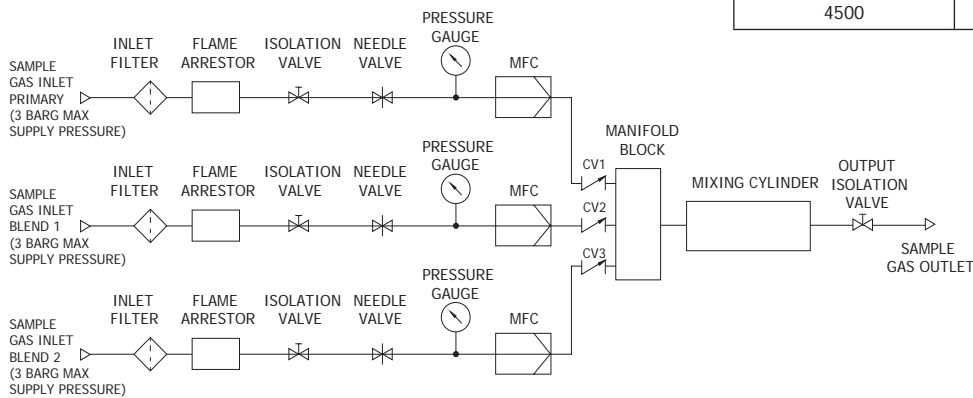 4500
PRESSURE
GAUGE
INLET
FILTER
FLAME
ARRESTOR
ISOLATION
VALVE
NEEDLE
VALVE
MFC
SAMPLE
GAS INLET
PRIMARY
(3 BARG MAX
SUPPLY PRESSURE)
MANIFOLD
BLOCK
CV1
PRESSURE
GAUGE
INLET
FILTER
FLAME
ARRESTOR
ISOLATION
VALVE
NEEDLE
VALVE
MFC
SAMPLE
GAS INLET
BLEND 1
(3 BARG MAX
SUPPLY PRESSURE)
CV2
MIXING CYLINDER
OUTPUT
ISOLATION
VALVE
SAMPLE
GAS OUTLET
CV3
PRESSURE
GAUGE
INLET
FILTER
FLAME
ARRESTOR
ISOLATION
VALVE
NEEDLE
VALVE
MFC
SAMPLE
GAS INLET
BLEND 2
(3 BARG MAX
SUPPLY PRESSURE)